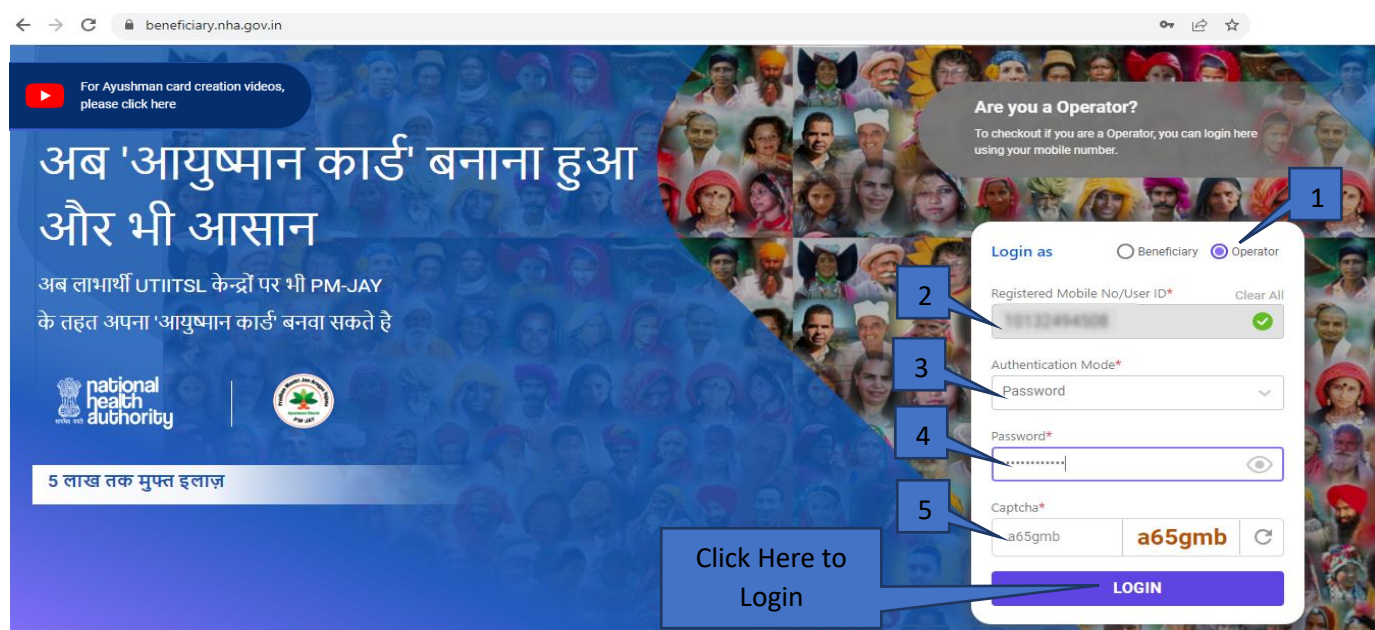 beneficiary.nha.gov.in
For Ayushman card creation videos,
please click here
अब 'आयुष्मान कार्ड' बनाना हुआ
और भी आसान
अब लाभार्थी UTIITSL केन्द्रों पर भी PM-JAY
के तहत अपना 'आयुष्मान कार्ड' बनवा सकते है
national
health
authority
PM-JAY
5 लाख तक मुफ्त इलाज़
Are you a Operator?
To checkout if you are a Operator, you can login here
using your mobile number.
1
Login as
Beneficiary
Operator
2
Registered Mobile No/User ID*
Clear All
3
Authentication Mode*
Password
4
Password*
5
Captcha*
a65gmb
a65gmb
Click Here to
Login
LOGIN